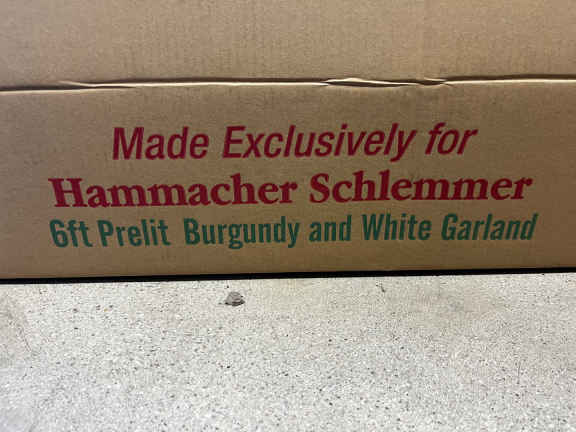 Made Exclusively for
Hammacher Schlemmer
6ft Prelit Burgundy and White Garland